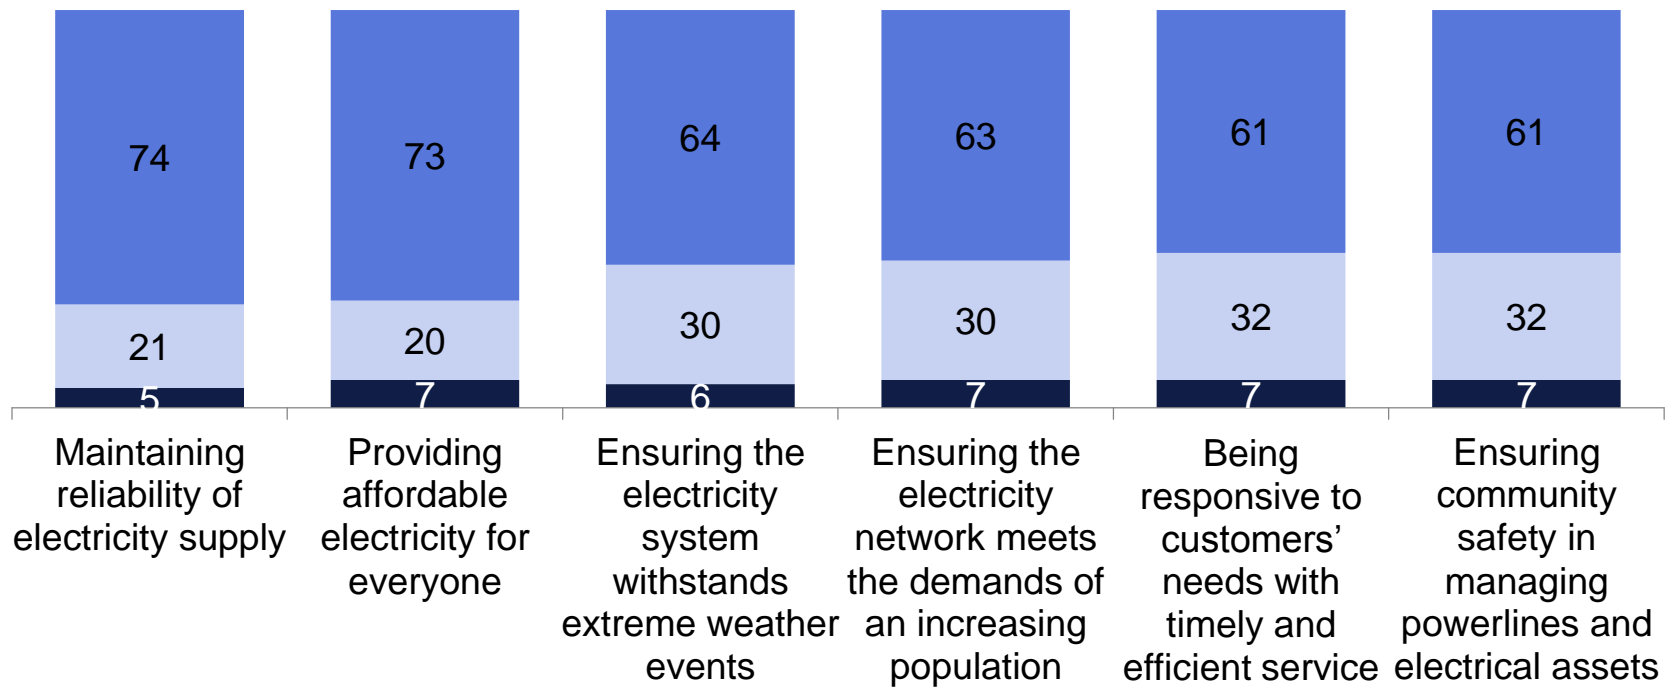 74
73
64
63
61
61
21
20
30
30
32
32
5
7
6
7
7
7
Maintaining
reliability of
electricity supply
Providing
affordable
electricity for
everyone
Ensuring the
electricity
system
withstands
extreme weather
events
Ensuring the
electricity
network meets
the demands of
an increasing
population
Being
responsive to
customers’
needs with
timely and
efficient service
Ensuring
community
safety in
managing
powerlines and
electrical assets